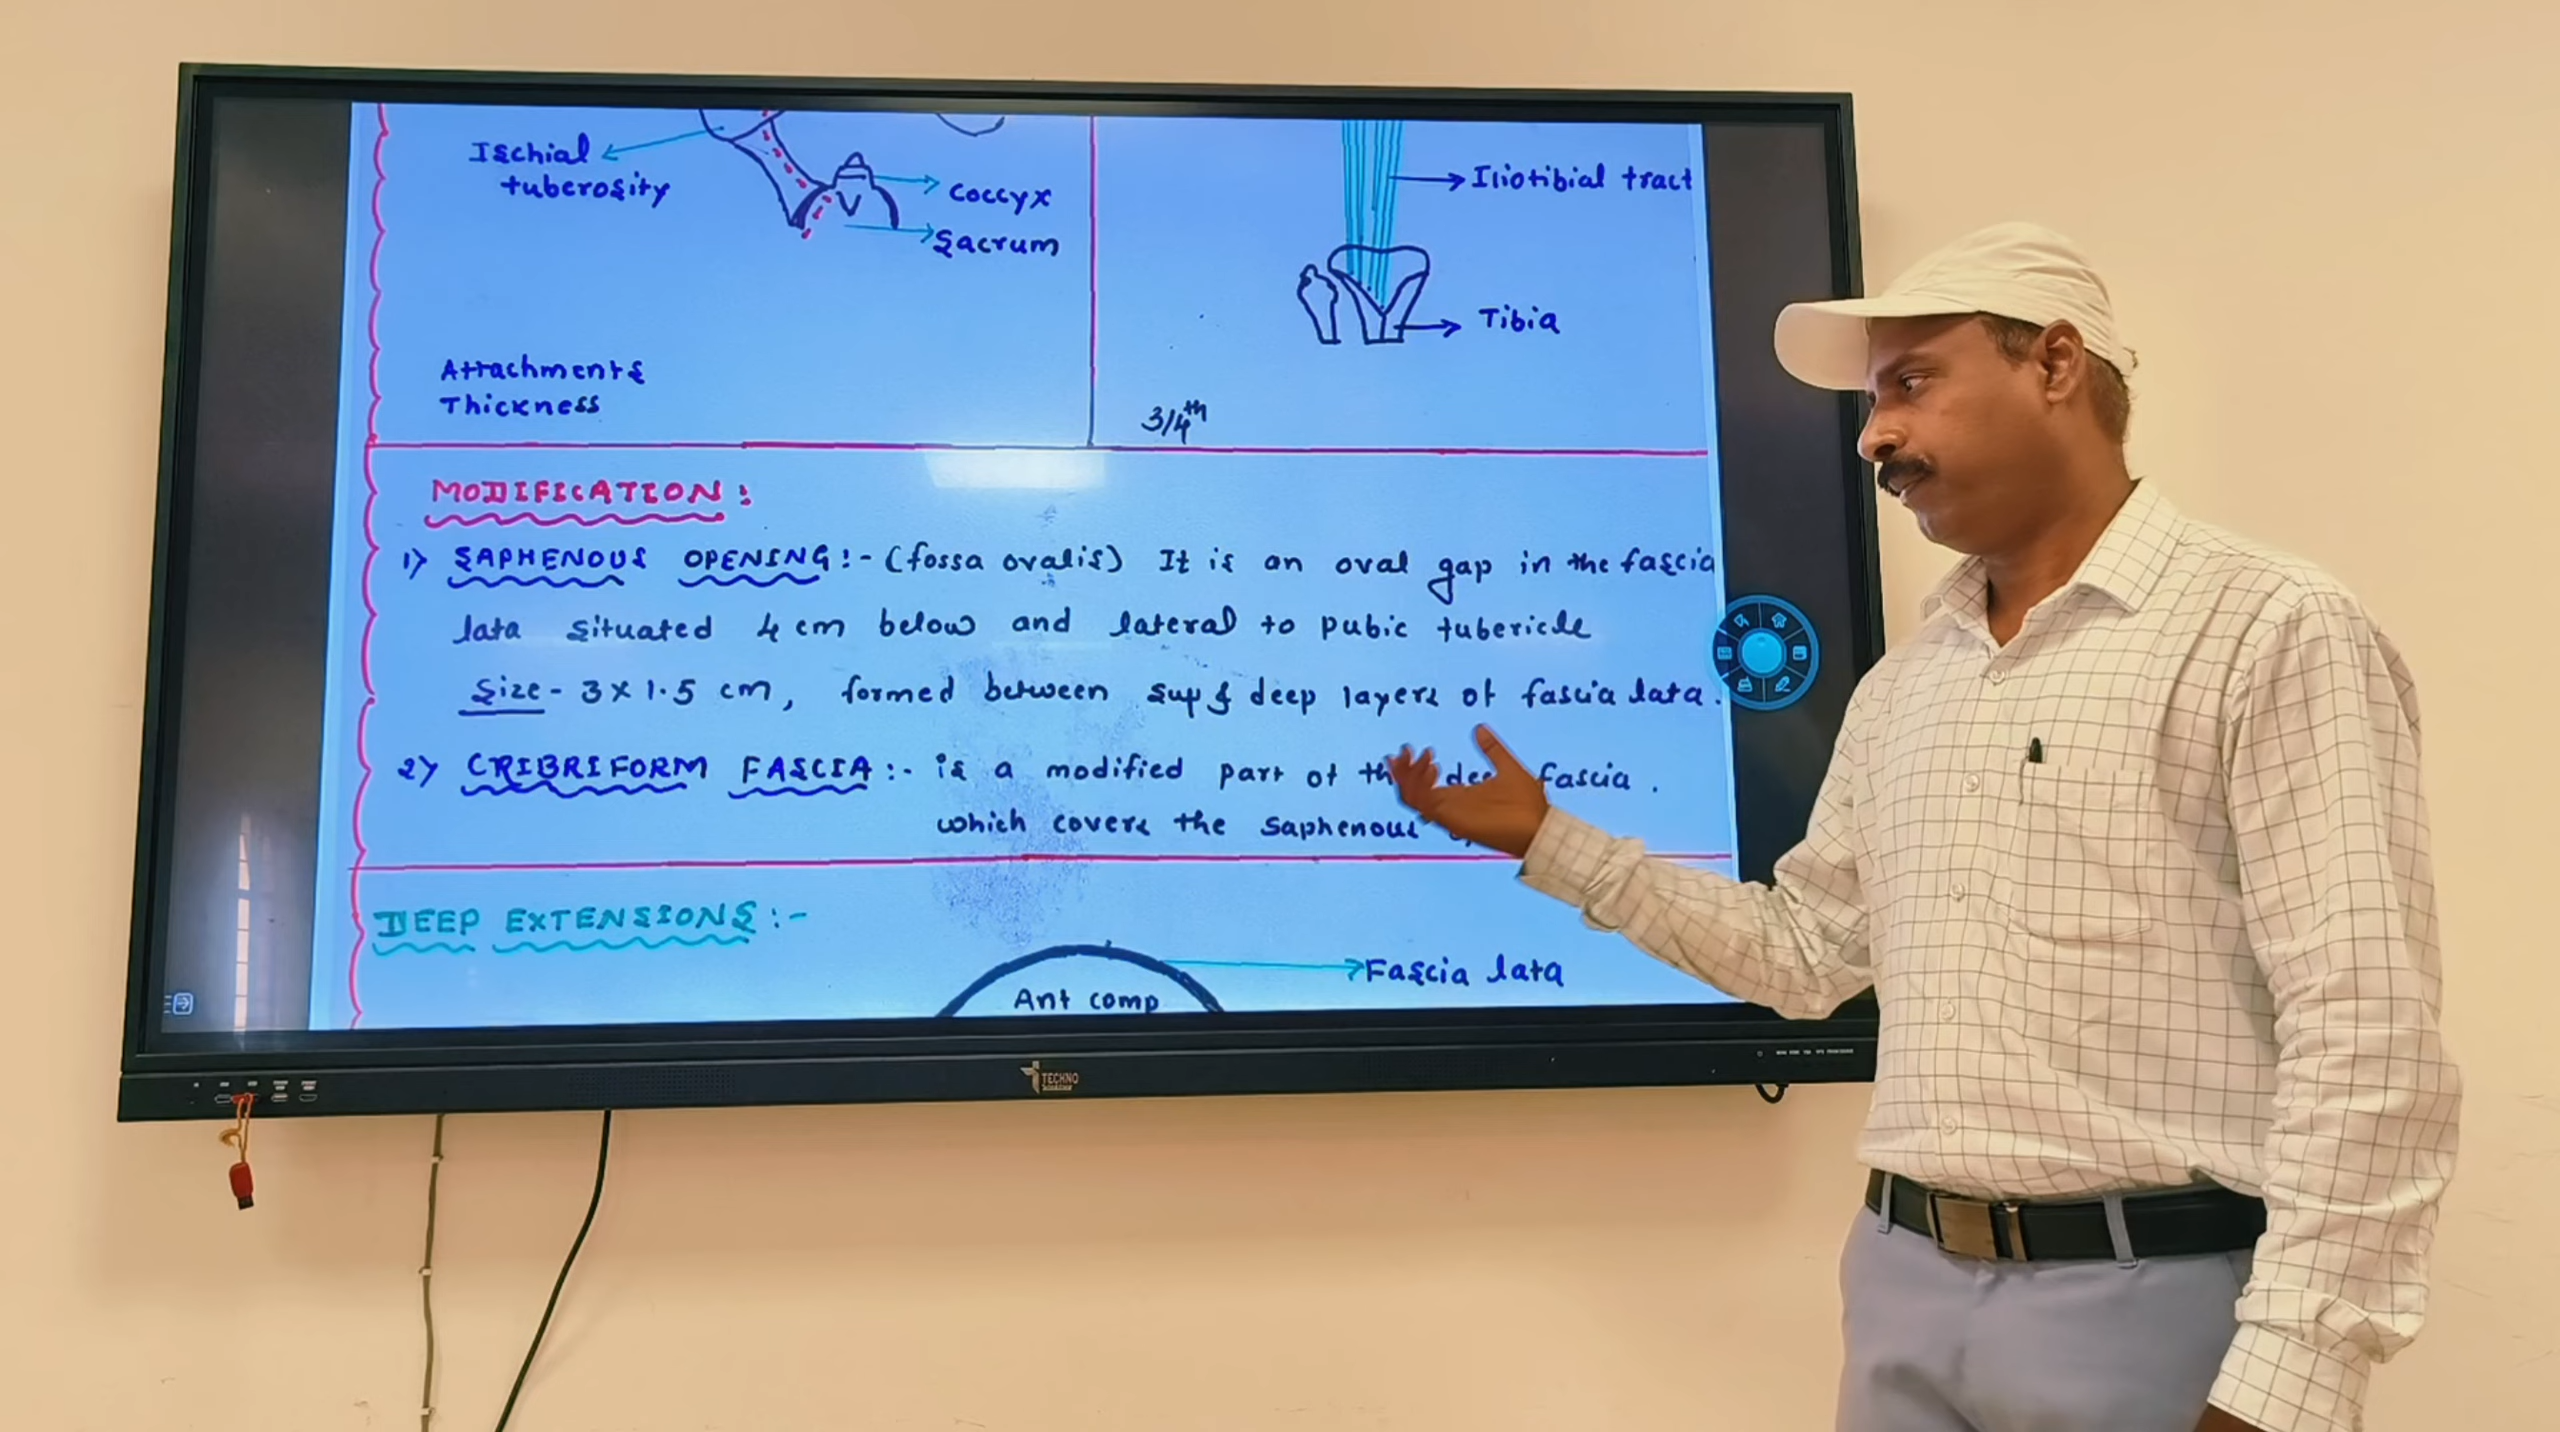 Ischial
tuberosity
Coccyx
Sacrum
Iliotibial tract
Tibia
Attachments
Thickness
3/4th
MODIFICATION :
1) SAPHENOUS OPENING :- (fossa ovalis) It is an oval gap in the fascia
lata situated 4 cm below and lateral to pubic tubericle
Size - 3 x 1.5 cm, formed between sup & deep layers of fascia lata.
2) CRIBRIFORM FASCIA :- is a modified part of fascia .
which covers the saphenous
DEEP EXTENSIONS :-
Fascia lata
Ant comp
TECHNO